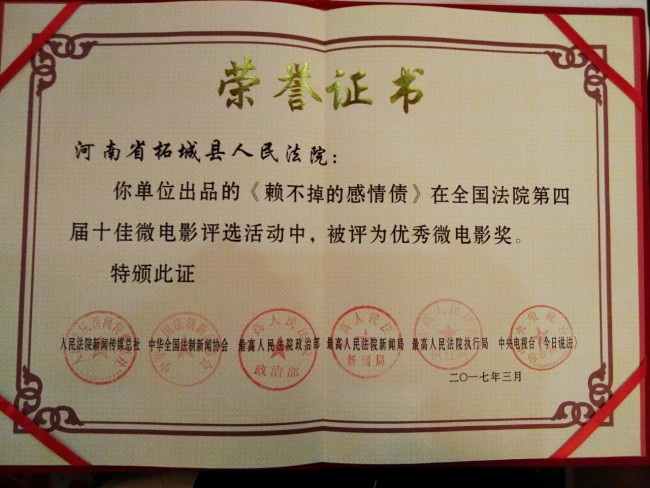 荣誉证书
河南省柘城县人民法院：
你单位出品的《赖不掉的感情债》在全国法院第四
届十佳微电影评选活动中，被评为优秀微电影奖。
特颁此证
人民法院新闻传媒总社 中华全国法制新闻协会 最高人民法院政治部 最高人民法院新闻局 最高人民法院执行局 中央电视台《今日说法》
政治部 新闻局
二〇一七年三月